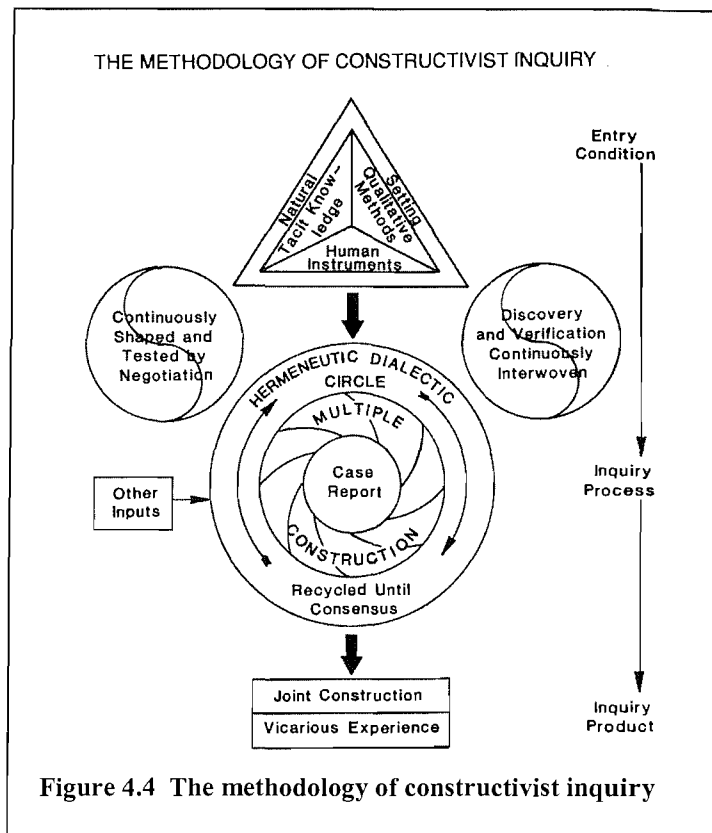 THE METHODOLOGY OF CONSTRUCTIVIST INQUIRY
Entry
Condition
Natural
Setting
Tacit Know-
ledge
Qualitative
Methods
Human
Instruments
Continuously
Shaped and
Tested by
Negotiation
Discovery
and Verification
Continuously
Interwoven
HERMENEUTIC DIALECTIC
CIRCLE
MULTIPLE
Case
Report
CONSTRUCTION
Recycled Until
Consensus
Other
Inputs
Inquiry
Process
Joint Construction
Vicarious Experience
Inquiry
Product
Figure 4.4 The methodology of constructivist inquiry